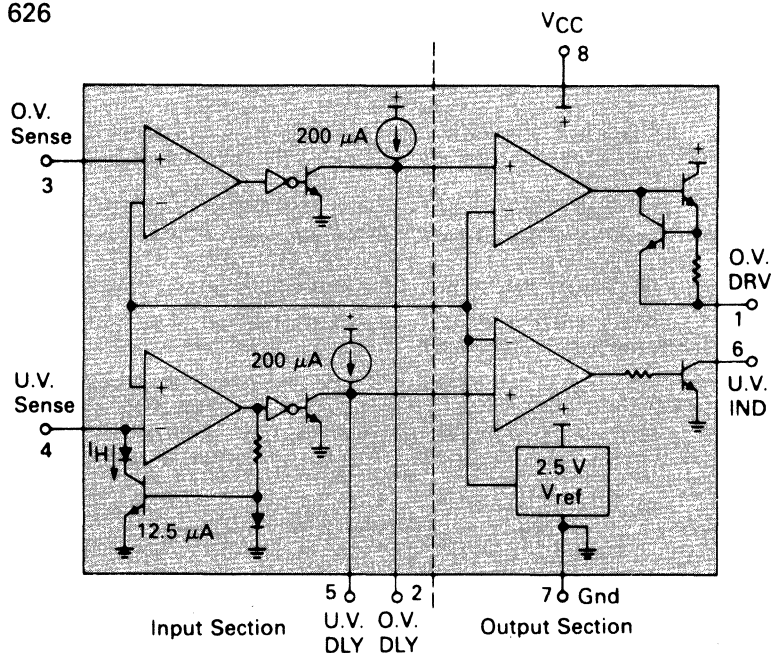 626
VCC
8
O.V.
Sense
3
200 μA
+
−
+
−
+
+
+
O.V.
DRV
1
+
200 μA
+
−
−
+
6
U.V.
IND
U.V.
Sense
4
IH
12.5 μA
+
2.5 V
Vref
5
2
7
Gnd
U.V.
DLY
O.V.
DLY
Input Section
Output Section